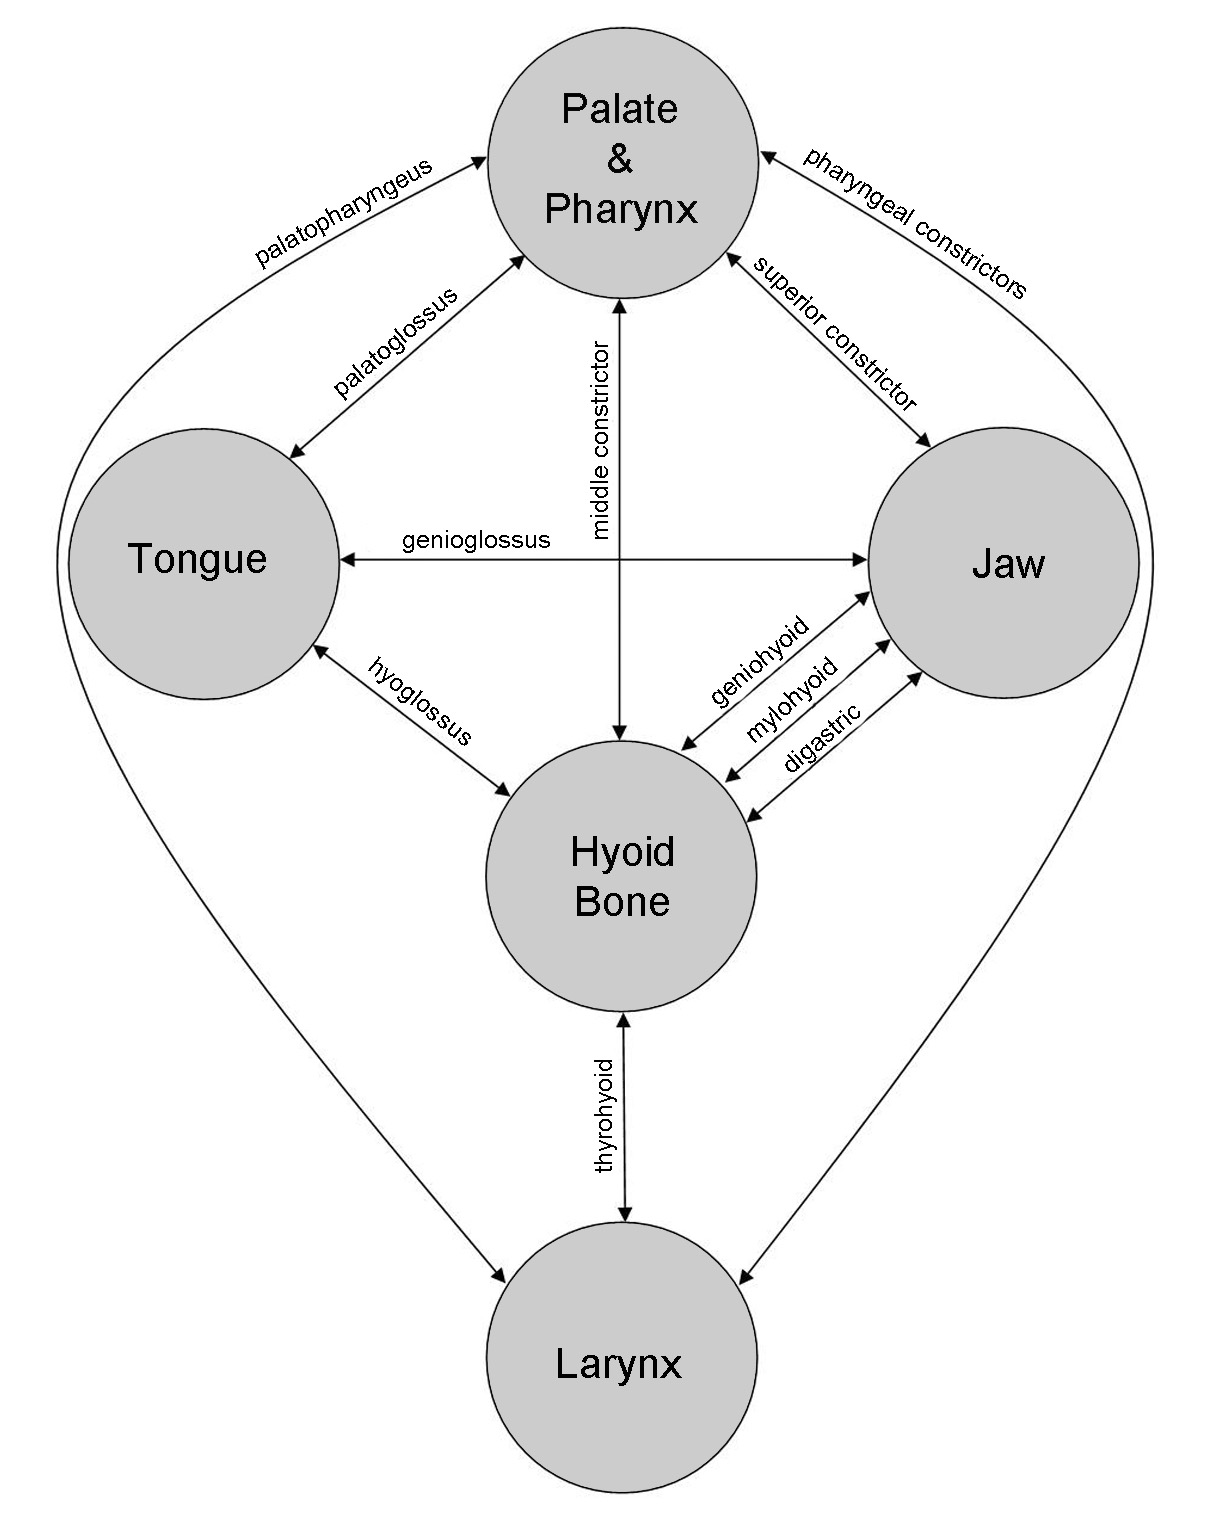 Palate
&
Pharynx
palatopharyngeus
pharyngeal constrictors
palatoglossus
superior constrictor
middle constrictor
Tongue
genioglossus
Jaw
hyoglossus
geniohyoid
mylohyoid
digastric
Hyoid
Bone
thyrohyoid
Larynx